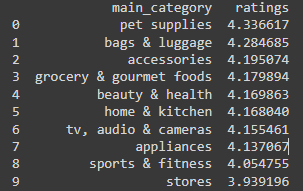 main_category ratings
0 pet supplies 4.336617
1 bags & luggage 4.284685
2 accessories 4.195074
3 grocery & gourmet foods 4.179894
4 beauty & health 4.169863
5 home & kitchen 4.168040
6 tv, audio & cameras 4.155461
7 appliances 4.137067
8 sports & fitness 4.054755
9 stores 3.939196